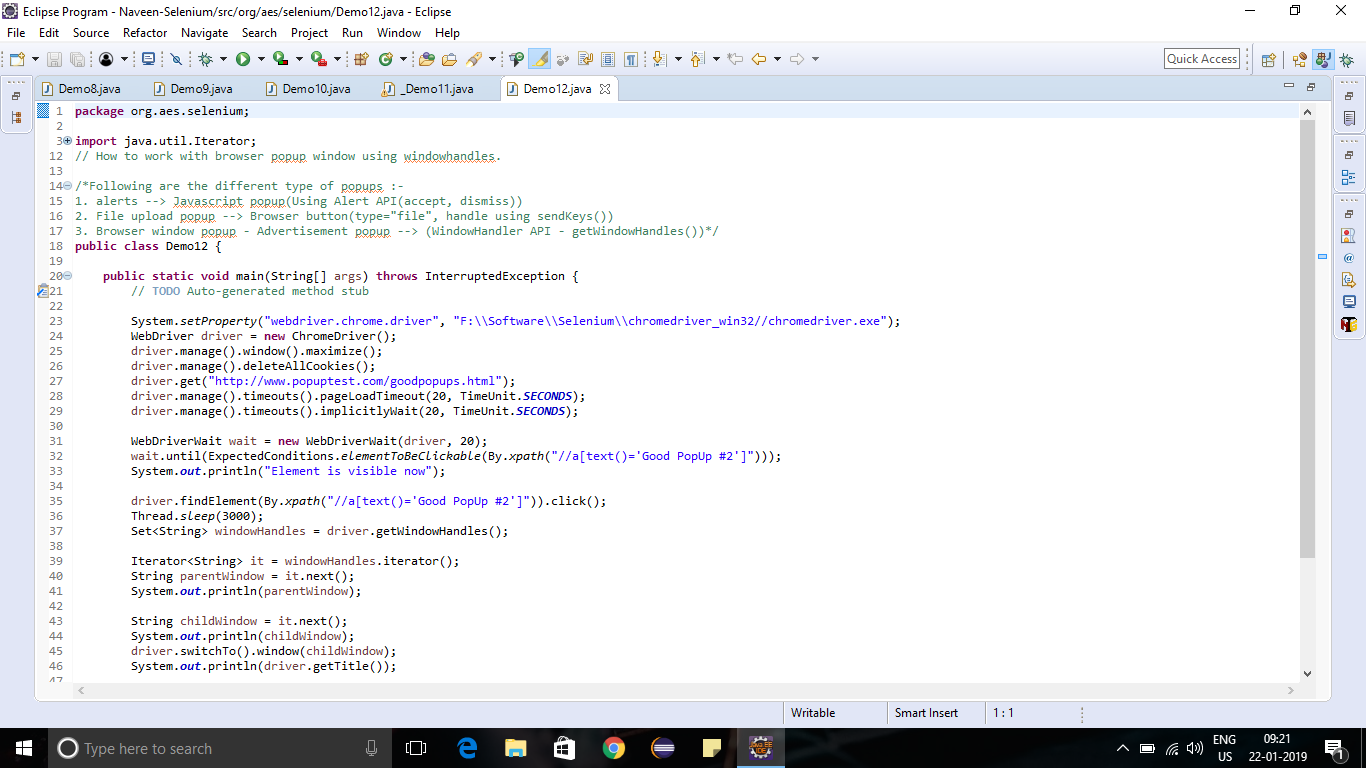 Eclipse Program - Naveen-Selenium/src/org/aes/selenium/Demo12.java - Eclipse
File Edit Source Refactor Navigate Search Project Run Window Help
Quick Access
Demo8.java Demo9.java Demo10.java _Demo11.java Demo12.java
1 package org.aes.selenium;
2
3 import java.util.Iterator;
12 // How to work with browser popup window using windowhandles.
13
14 /*Following are the different type of popups :-
15 1. alerts --> Javascript popup(Using Alert API(accept, dismiss))
16 2. File upload popup --> Browser button(type="file", handle using sendKeys())
17 3. Browser window popup - Advertisement popup --> (WindowHandler API - getWindowHandles())*/
18 public class Demo12 {
19
20 public static void main(String[] args) throws InterruptedException {
21 // TODO Auto-generated method stub
22
23 System.setProperty("webdriver.chrome.driver", "F:\\Software\\Selenium\\chromedriver_win32//chromedriver.exe");
24 WebDriver driver = new ChromeDriver();
25 driver.manage().window().maximize();
26 driver.manage().deleteAllCookies();
27 driver.get("http://www.popuptest.com/goodpopups.html");
28 driver.manage().timeouts().pageLoadTimeout(20, TimeUnit.SECONDS);
29 driver.manage().timeouts().implicitlyWait(20, TimeUnit.SECONDS);
30
31 WebDriverWait wait = new WebDriverWait(driver, 20);
32 wait.until(ExpectedConditions.elementToBeClickable(By.xpath("//a[text()='Good PopUp #2']")));
33 System.out.println("Element is visible now");
34
35 driver.findElement(By.xpath("//a[text()='Good PopUp #2']")).click();
36 Thread.sleep(3000);
37 Set<String> windowHandles = driver.getWindowHandles();
38
39 Iterator<String> it = windowHandles.iterator();
40 String parentWindow = it.next();
41 System.out.println(parentWindow);
42
43 String childWindow = it.next();
44 System.out.println(childWindow);
45 driver.switchTo().window(childWindow);
46 System.out.println(driver.getTitle());
47
Writable Smart Insert 1 : 1
Type here to search
ENG 09:21
US 22-01-2019 1